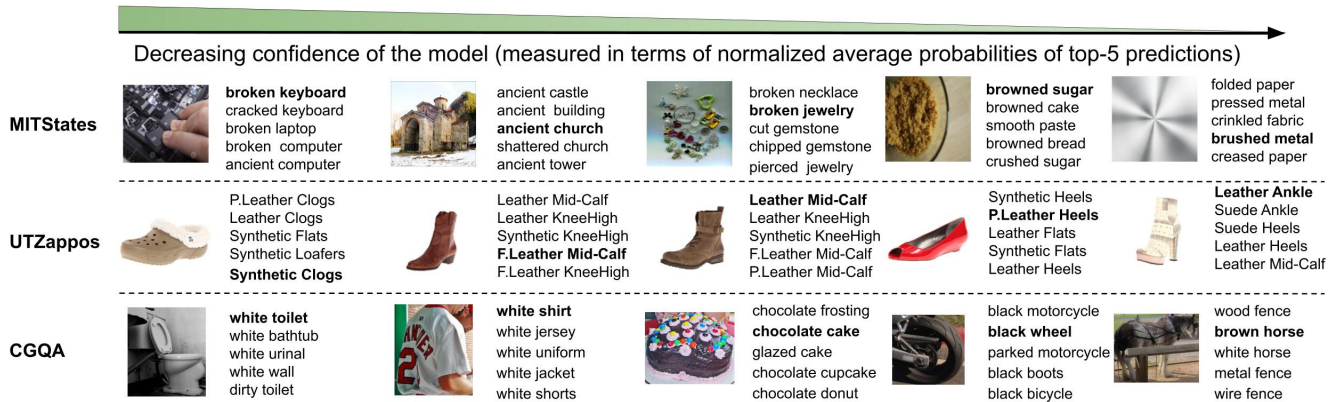 Decreasing confidence of the model (measured in terms of normalized average probabilities of top-5 predictions)
MITStates
broken keyboard
cracked keyboard
broken laptop
broken computer
ancient computer
ancient castle
ancient building
ancient church
shattered church
ancient tower
broken necklace
broken jewelry
cut gemstone
chipped gemstone
pierced jewelry
browned sugar
browned cake
smooth paste
browned bread
crushed sugar
folded paper
pressed metal
crinkled fabric
brushed metal
creased paper
UTZappos
P.Leather Clogs
Leather Clogs
Synthetic Flats
Synthetic Loafers
Synthetic Clogs
Leather Mid-Calf
Leather KneeHigh
Synthetic KneeHigh
F.Leather Mid-Calf
F.Leather KneeHigh
Leather Mid-Calf
Leather KneeHigh
Synthetic KneeHigh
F.Leather Mid-Calf
P.Leather Mid-Calf
Synthetic Heels
P.Leather Heels
Leather Flats
Synthetic Flats
Leather Heels
Leather Ankle
Suede Ankle
Suede Heels
Leather Heels
Leather Mid-Calf
CGQA
white toilet
white bathtub
white urinal
white wall
dirty toilet
2
white shirt
white jersey
white uniform
white jacket
white shorts
chocolate frosting
chocolate cake
glazed cake
chocolate cupcake
chocolate donut
black motorcycle
black wheel
parked motorcycle
black boots
black bicycle
wood fence
brown horse
white horse
metal fence
wire fence